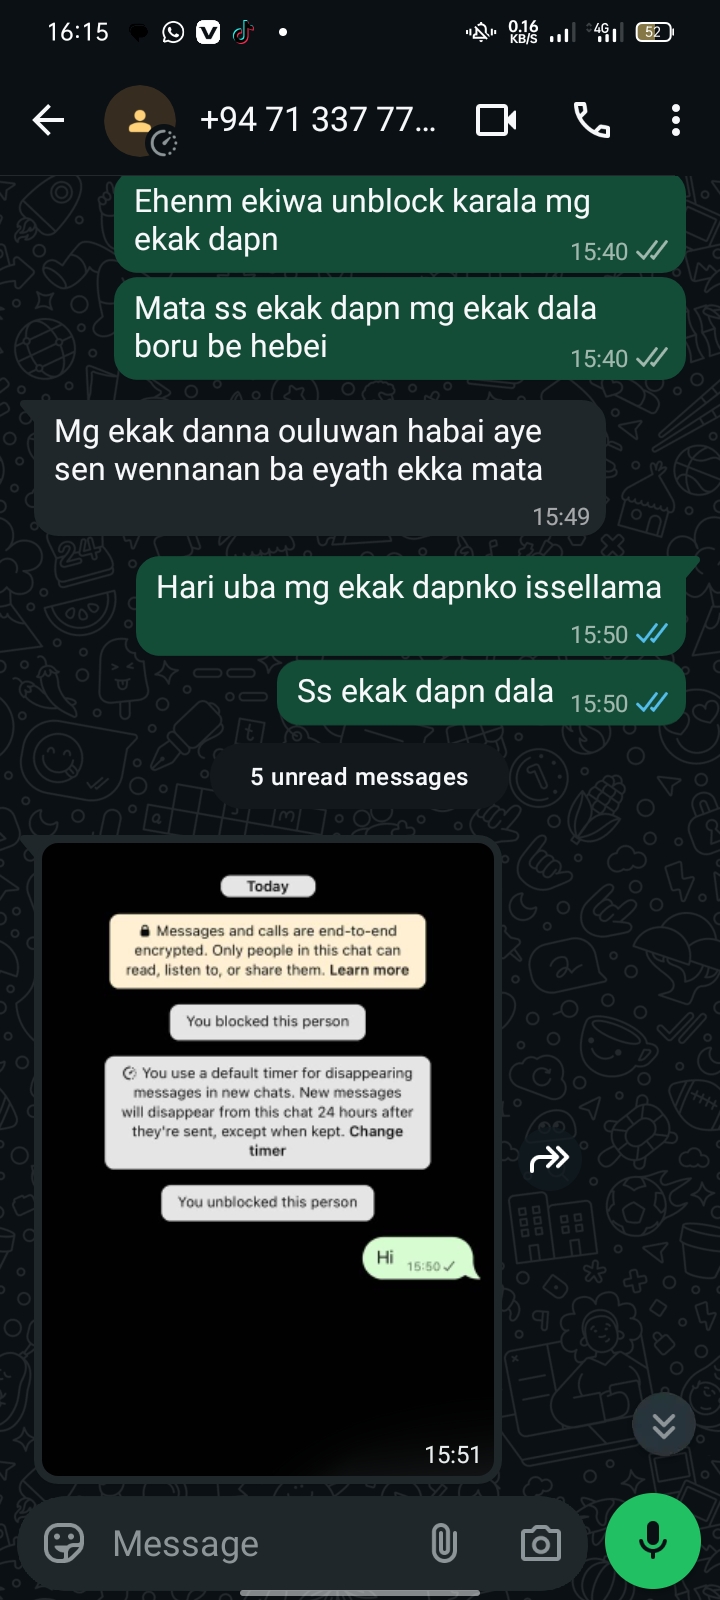 16:15
0.16
KB/S
4G
52
+94 71 337 77...
Ehenm ekiwa unblock karala mg
ekak dapn
15:40
Mata ss ekak dapn mg ekak dala
boru be hebei
15:40
Mg ekak danna ouluwan habai aye
sen wennanan ba eyath ekka mata
15:49
Hari uba mg ekak dapnko issellama
15:50
Ss ekak dapn dala
15:50
5 unread messages
Today
Messages and calls are end-to-end
encrypted. Only people in this chat can
read, listen to, or share them. Learn more
You blocked this person
You use a default timer for disappearing
messages in new chats. New messages
will disappear from this chat 24 hours after
they're sent, except when kept. Change
timer
You unblocked this person
Hi
15:50
15:51
Message